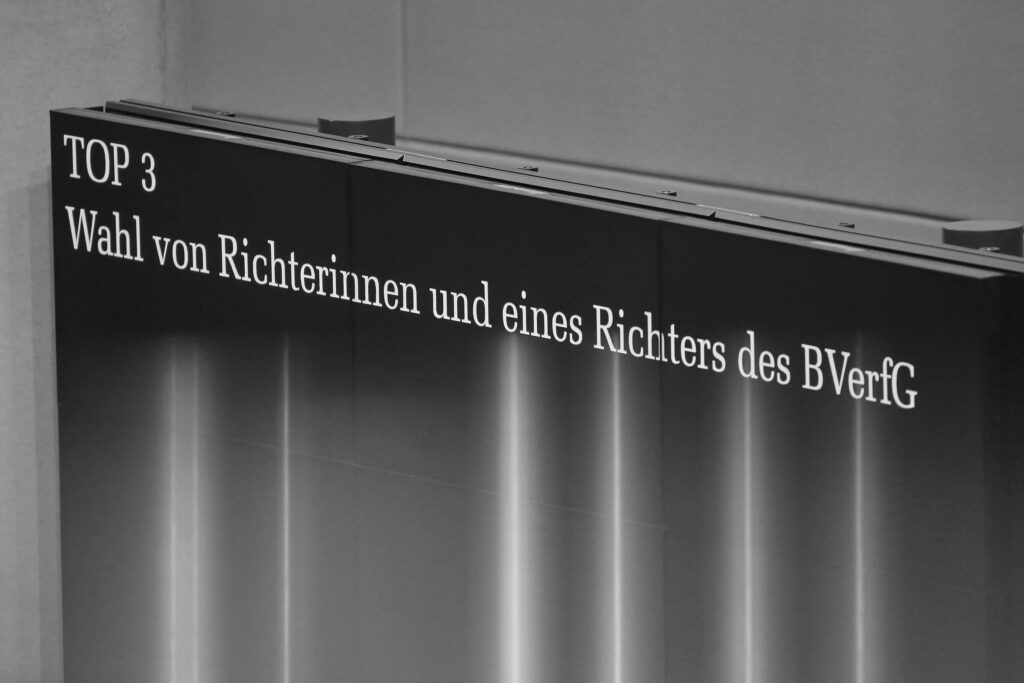 TOP 3
Wahl von Richterinnen und eines Richters des BVerfG